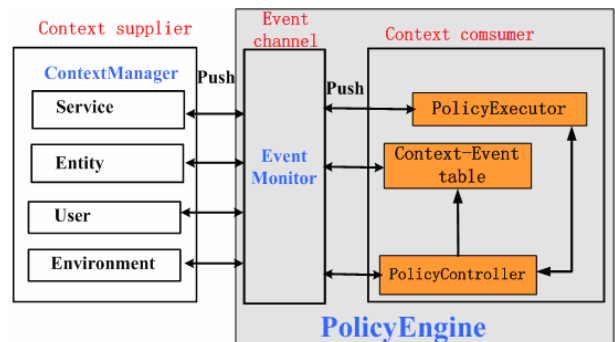 Context supplier
Event
channel
Context comsumer
ContextManager
Push
Push
Service
PolicyExecutor
Entity
Event
Monitor
Context-Event
table
User
Environment
PolicyController
PolicyEngine